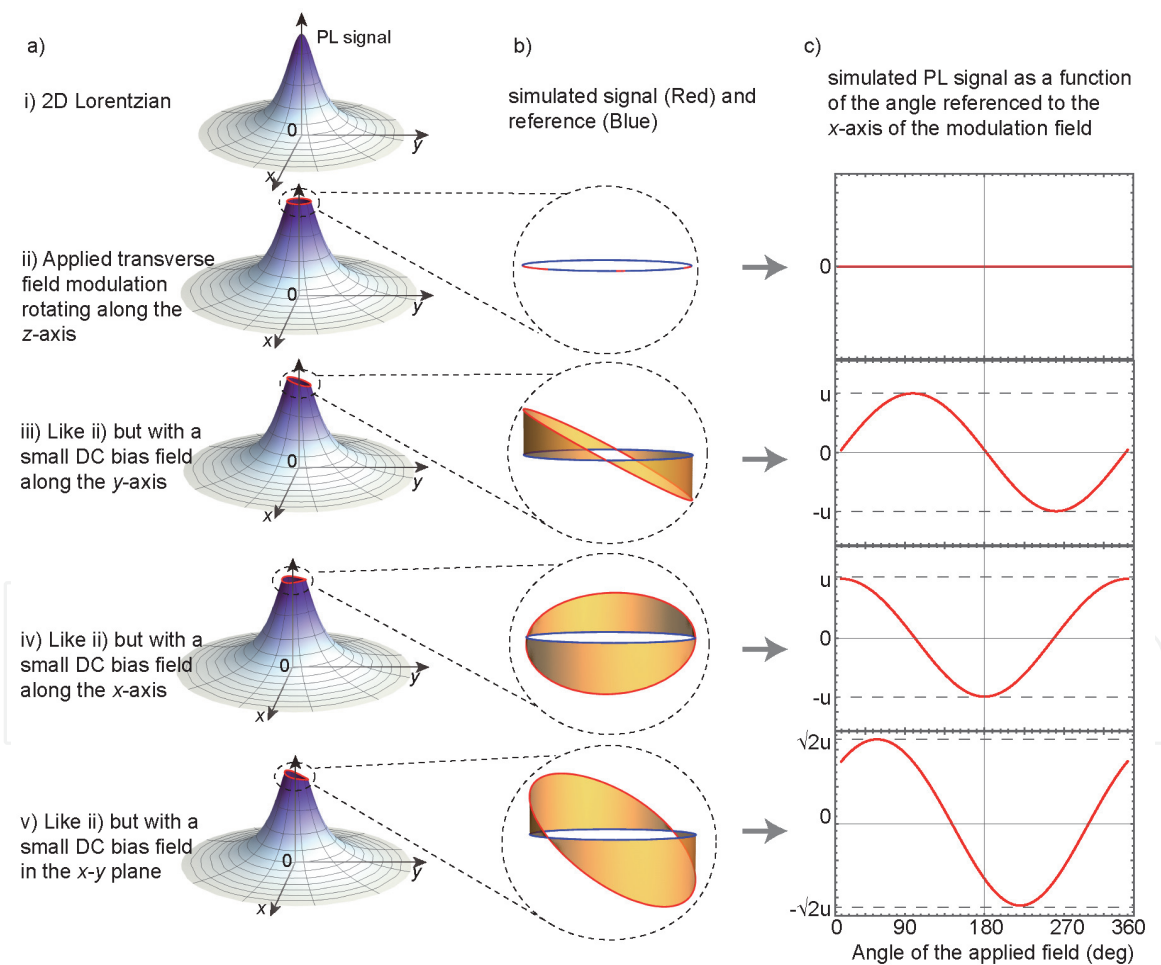 a)
PL signal
i) 2D Lorentzian
0
y
x
ii) Applied transverse
field modulation
rotating along the
z-axis
0
y
x
iii) Like ii) but with a
small DC bias field
along the y-axis
0
y
x
iv) Like ii) but with a
small DC bias field
along the x-axis
0
y
x
v) Like ii) but with a
small DC bias field
in the x-y plane
0
y
x
b)
simulated signal (Red) and
reference (Blue)
c)
simulated PL signal as a function
of the angle referenced to the
x-axis of the modulation field
0
u
0
-u
u
0
-u
√2u
0
-√2u
0 90 180 270 360
Angle of the applied field (deg)